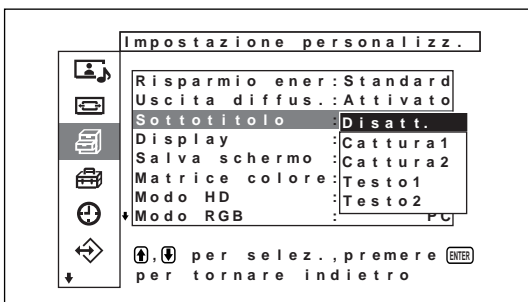 Impostazione personalizz.
Risparmio ener:Standard
Uscita diffus.:Attivato
Sottotitolo :Disatt.
Display :Cattura1
Salva schermo :Cattura2
Matrice colore:Testo1
Modo HD :Testo2
Modo RGB : PC
, per selez.,premere ENTER
per tornare indietro